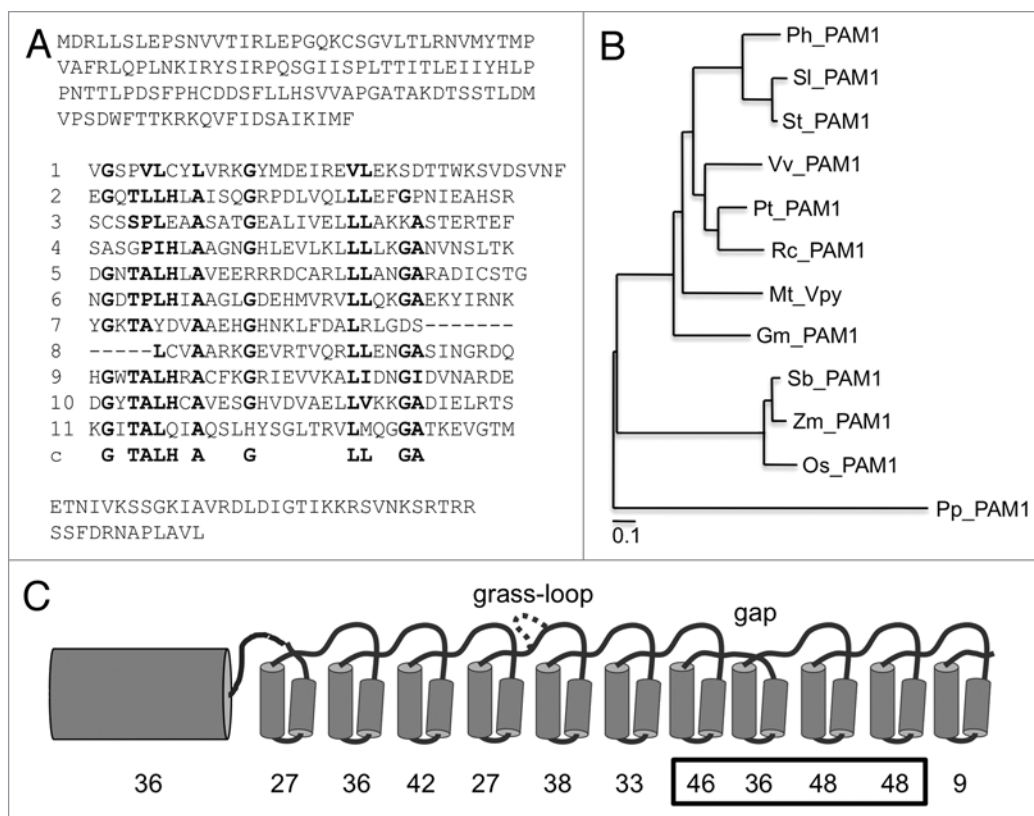 A
MDRLLSLEPSNVVTIRLEPGQKCSGVLTLRNVMYTMP
VAFRLQPLNKIRYSIRPQSGIISPLTTITLEIIYHLP
PNTTLPDSFPHCDDSFLLHSVVAPGATAKDTSSTLDM
VPSDWFTTKRKQVFIDSAIKIMF
1 VGSPVLCYLVRKGYMDEIREVLEKSDTTWKSVDSVNF
2 EGQTLLHLAISQGRPDLVQLLLEFGPNIEAHSR
3 SCSSPLEAASATGEALIVELLLAKKASTERTEF
4 SASGPIHLAAGNGHLEVLKLLLLKGANVNSLTK
5 DGNTALHLAVEERRRDCARLLLANGARADICSTG
6 NGDTPLHIAAGLGDEHMVRVLLQKGAEKYIRNK
7 YGKTAYDVAAEHGHNKLFDALRLGDS-------
8 -----LCVAARKGEVRTVQRLLENGASINGRDQ
9 HGWTALHRACFKGRIEVVKALIDNGIDVNARDE
10 DGYTALHCAVESGHVDVAELLVKKGADIELRTS
11 KGITALQIAQSLHYSGLTRVLMQGGATKEVGTM
c G TALH A G LL GA
ETNIVKSSGKIAVRDLDIGTIKKRSVNKSRTRR
SSFDRNAPLAVL
B
Ph_PAM1
Sl_PAM1
St_PAM1
Vv_PAM1
Pt_PAM1
Rc_PAM1
Mt_Vpy
Gm_PAM1
Sb_PAM1
Zm_PAM1
Os_PAM1
Pp_PAM1
0.1
C
grass-loop
gap
36 27 36 42 27 38 33 46 36 48 48 9